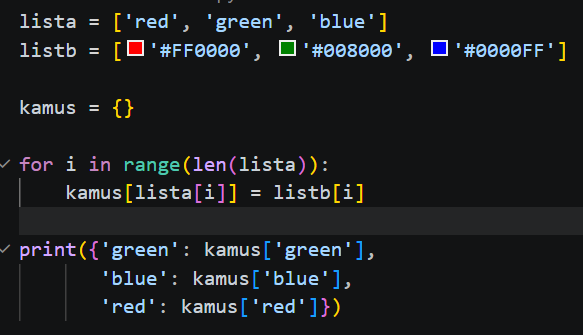 lista = ['red', 'green', 'blue']
listb = ['#FF0000', '#008000', '#0000FF']
kamus = {}
for i in range(len(lista)):
    kamus[lista[i]] = listb[i]
print({'green': kamus['green'],
       'blue': kamus['blue'],
       'red': kamus['red']})